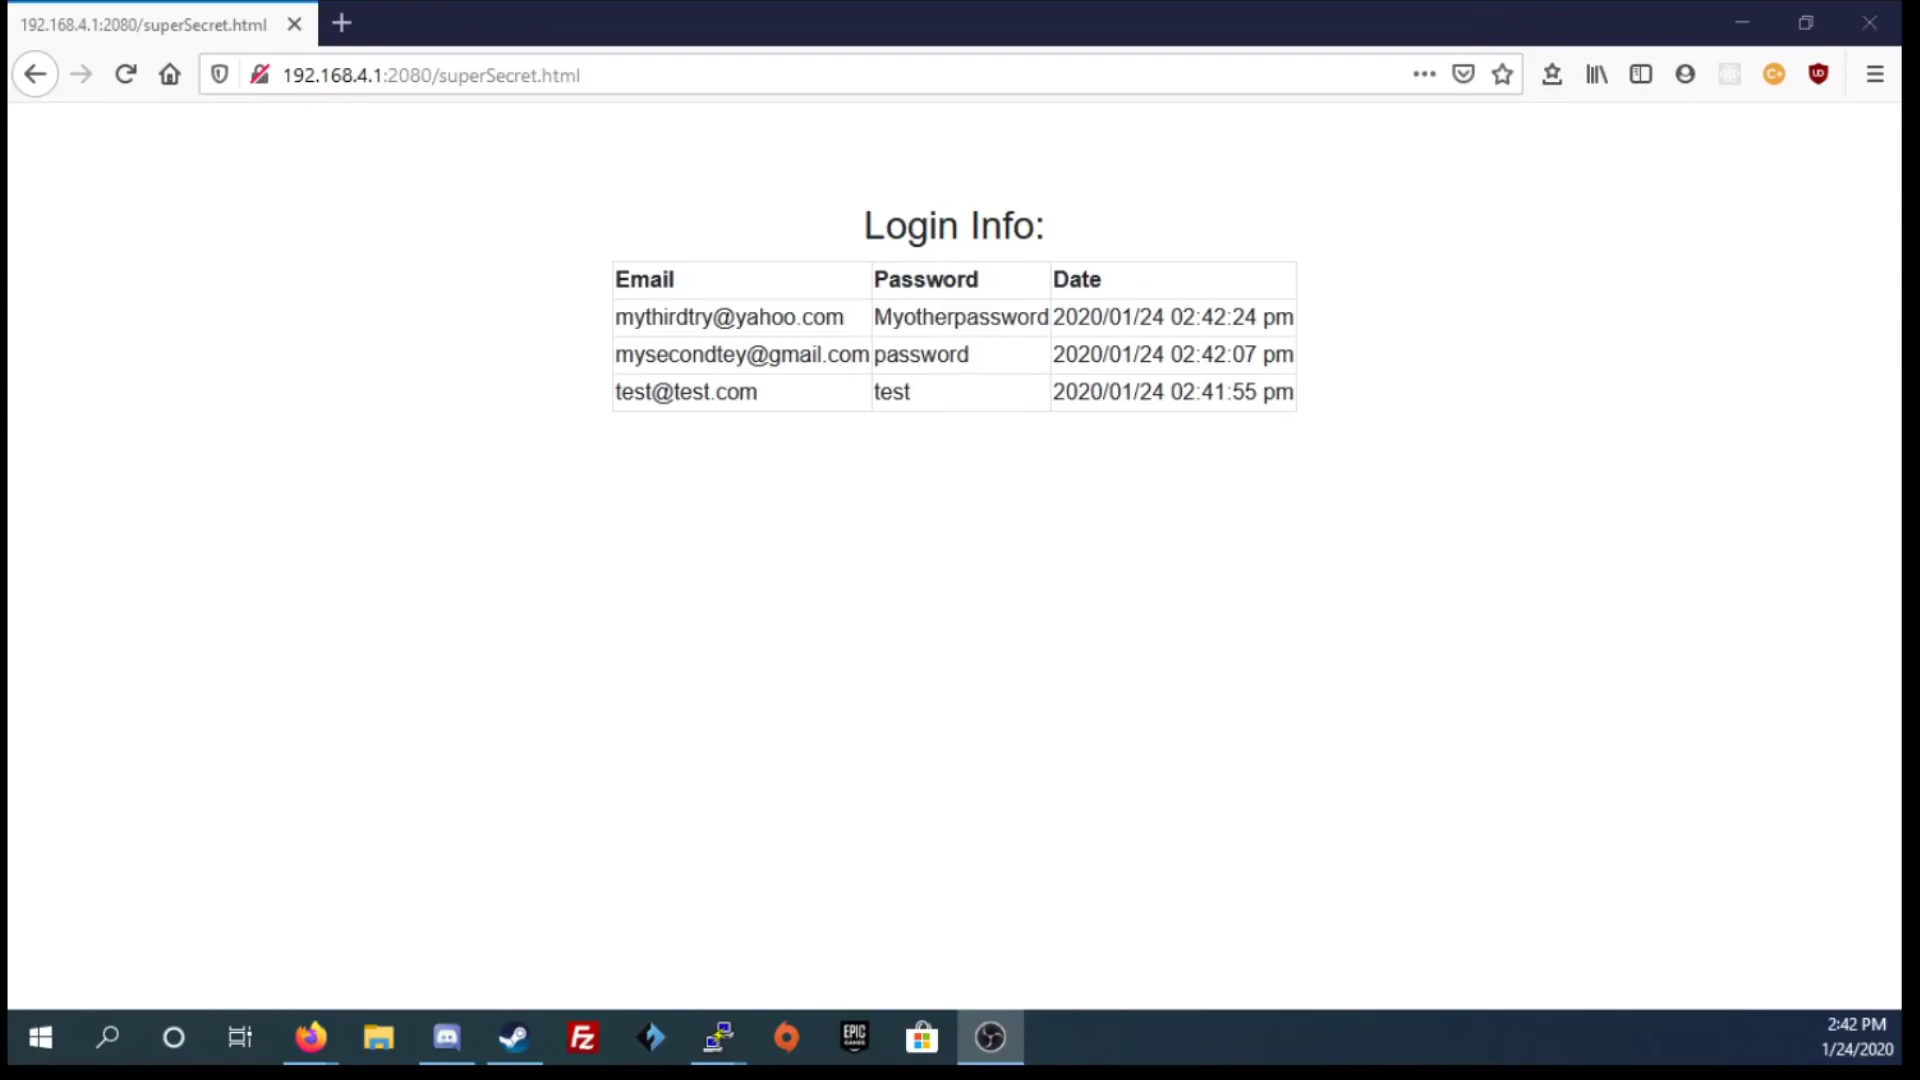 192.168.4.1:2080/superSecret.html
192.168.4.1:2080/superSecret.html
Login Info:
Email Password Date
mythirdtry@yahoo.com Myotherpassword 2020/01/24 02:42:24 pm
mysecondtey@gmail.com password 2020/01/24 02:42:07 pm
test@test.com test 2020/01/24 02:41:55 pm
FZ
EPIC
GAMES
2:42 PM
1/24/2020